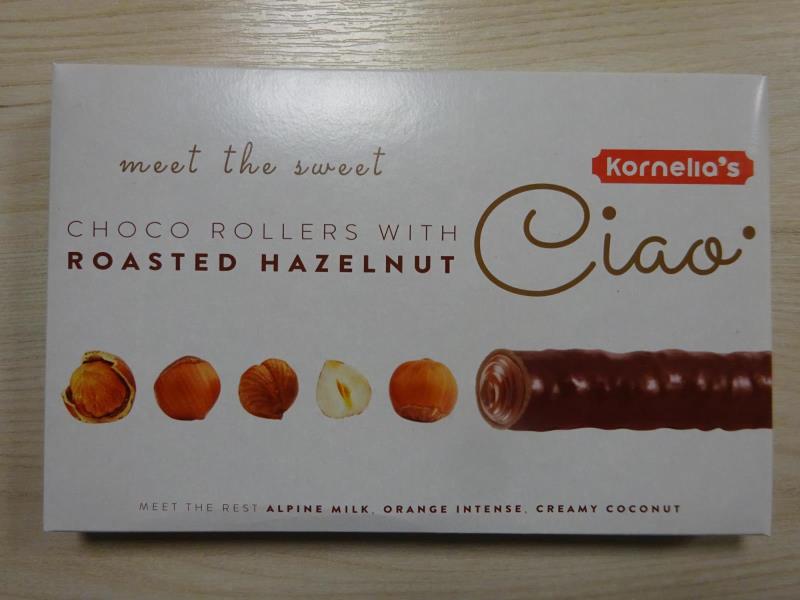 meet the sweet
Kornelia's
CHOCO ROLLERS WITH
ROASTED HAZELNUT
Ciao
MEET THE REST ALPINE MILK, ORANGE INTENSE, CREAMY COCONUT